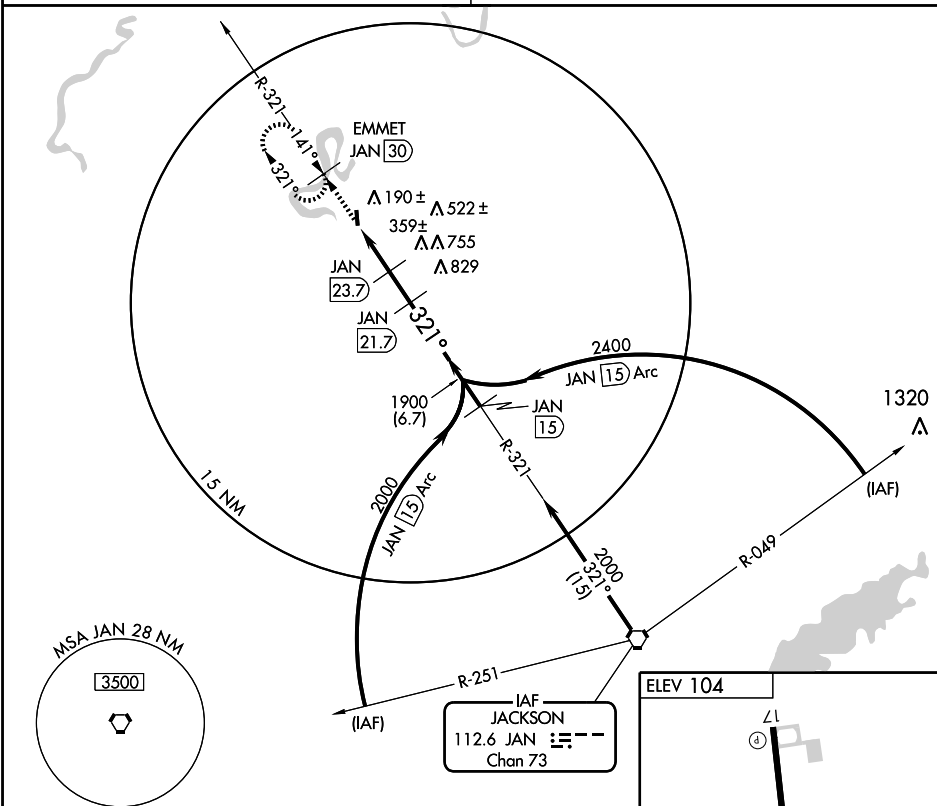 R-321
141°
EMMET
JAN 30
321°
190 ±
522 ±
359±
755
829
JAN
23.7
JAN
21.7
321°
2400
JAN 15 Arc
1900
(6.7)
JAN
15
1320
R-321
(IAF)
15 NM
2000
JAN 15 Arc
R-049
2000
321°
(15)
MSA JAN 28 NM
3500
R-251
(IAF)
IAF
JACKSON
112.6 JAN
Chan 73
ELEV 104
17
P